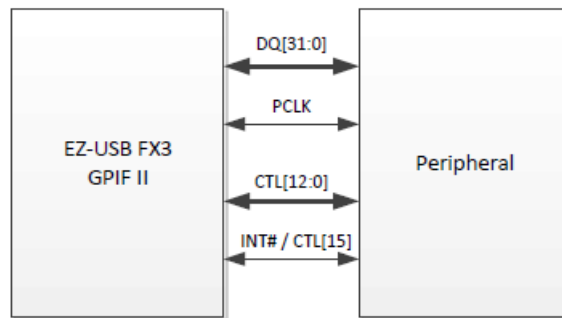 DQ[31:0]
PCLK
EZ-USB FX3
GPIF II
Peripheral
CTL[12:0]
INT# / CTL[15]